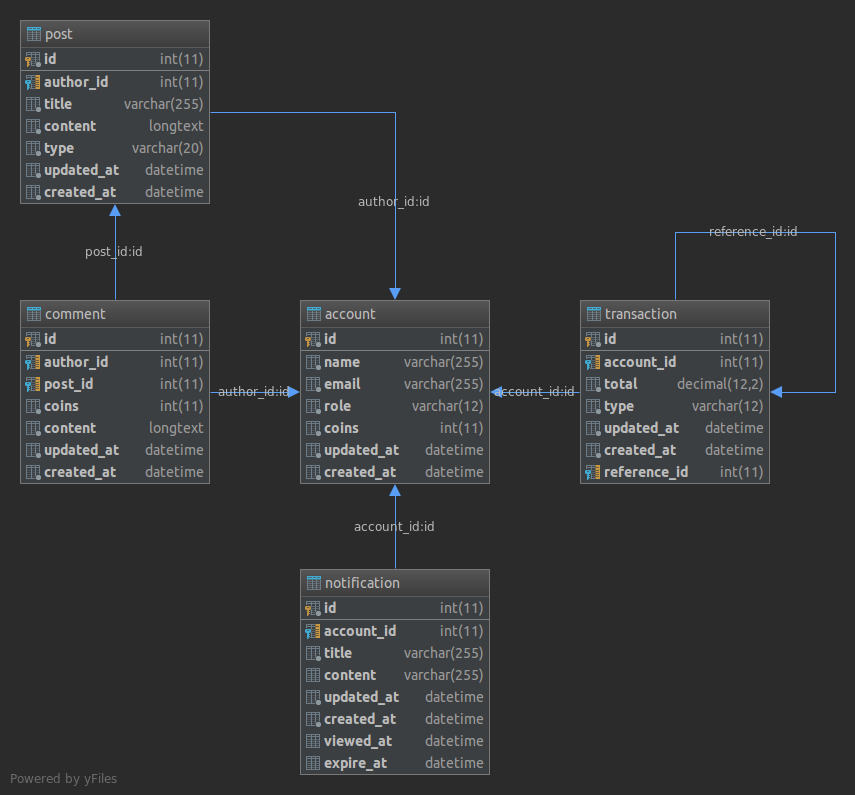 post
id int(11)
author_id int(11)
title varchar(255)
content longtext
type varchar(20)
updated_at datetime
created_at datetime
author_id:id
post_id:id
reference_id:id
comment
id int(11)
author_id int(11)
post_id int(11)
coins int(11)
content longtext
updated_at datetime
created_at datetime
author_id:id
account
id int(11)
name varchar(255)
email varchar(255)
role varchar(12)
coins int(11)
updated_at datetime
created_at datetime
account_id:id
transaction
id int(11)
account_id int(11)
total decimal(12,2)
type varchar(12)
updated_at datetime
created_at datetime
reference_id int(11)
account_id:id
notification
id int(11)
account_id int(11)
title varchar(255)
content varchar(255)
updated_at datetime
created_at datetime
viewed_at datetime
expire_at datetime
Powered by yFiles